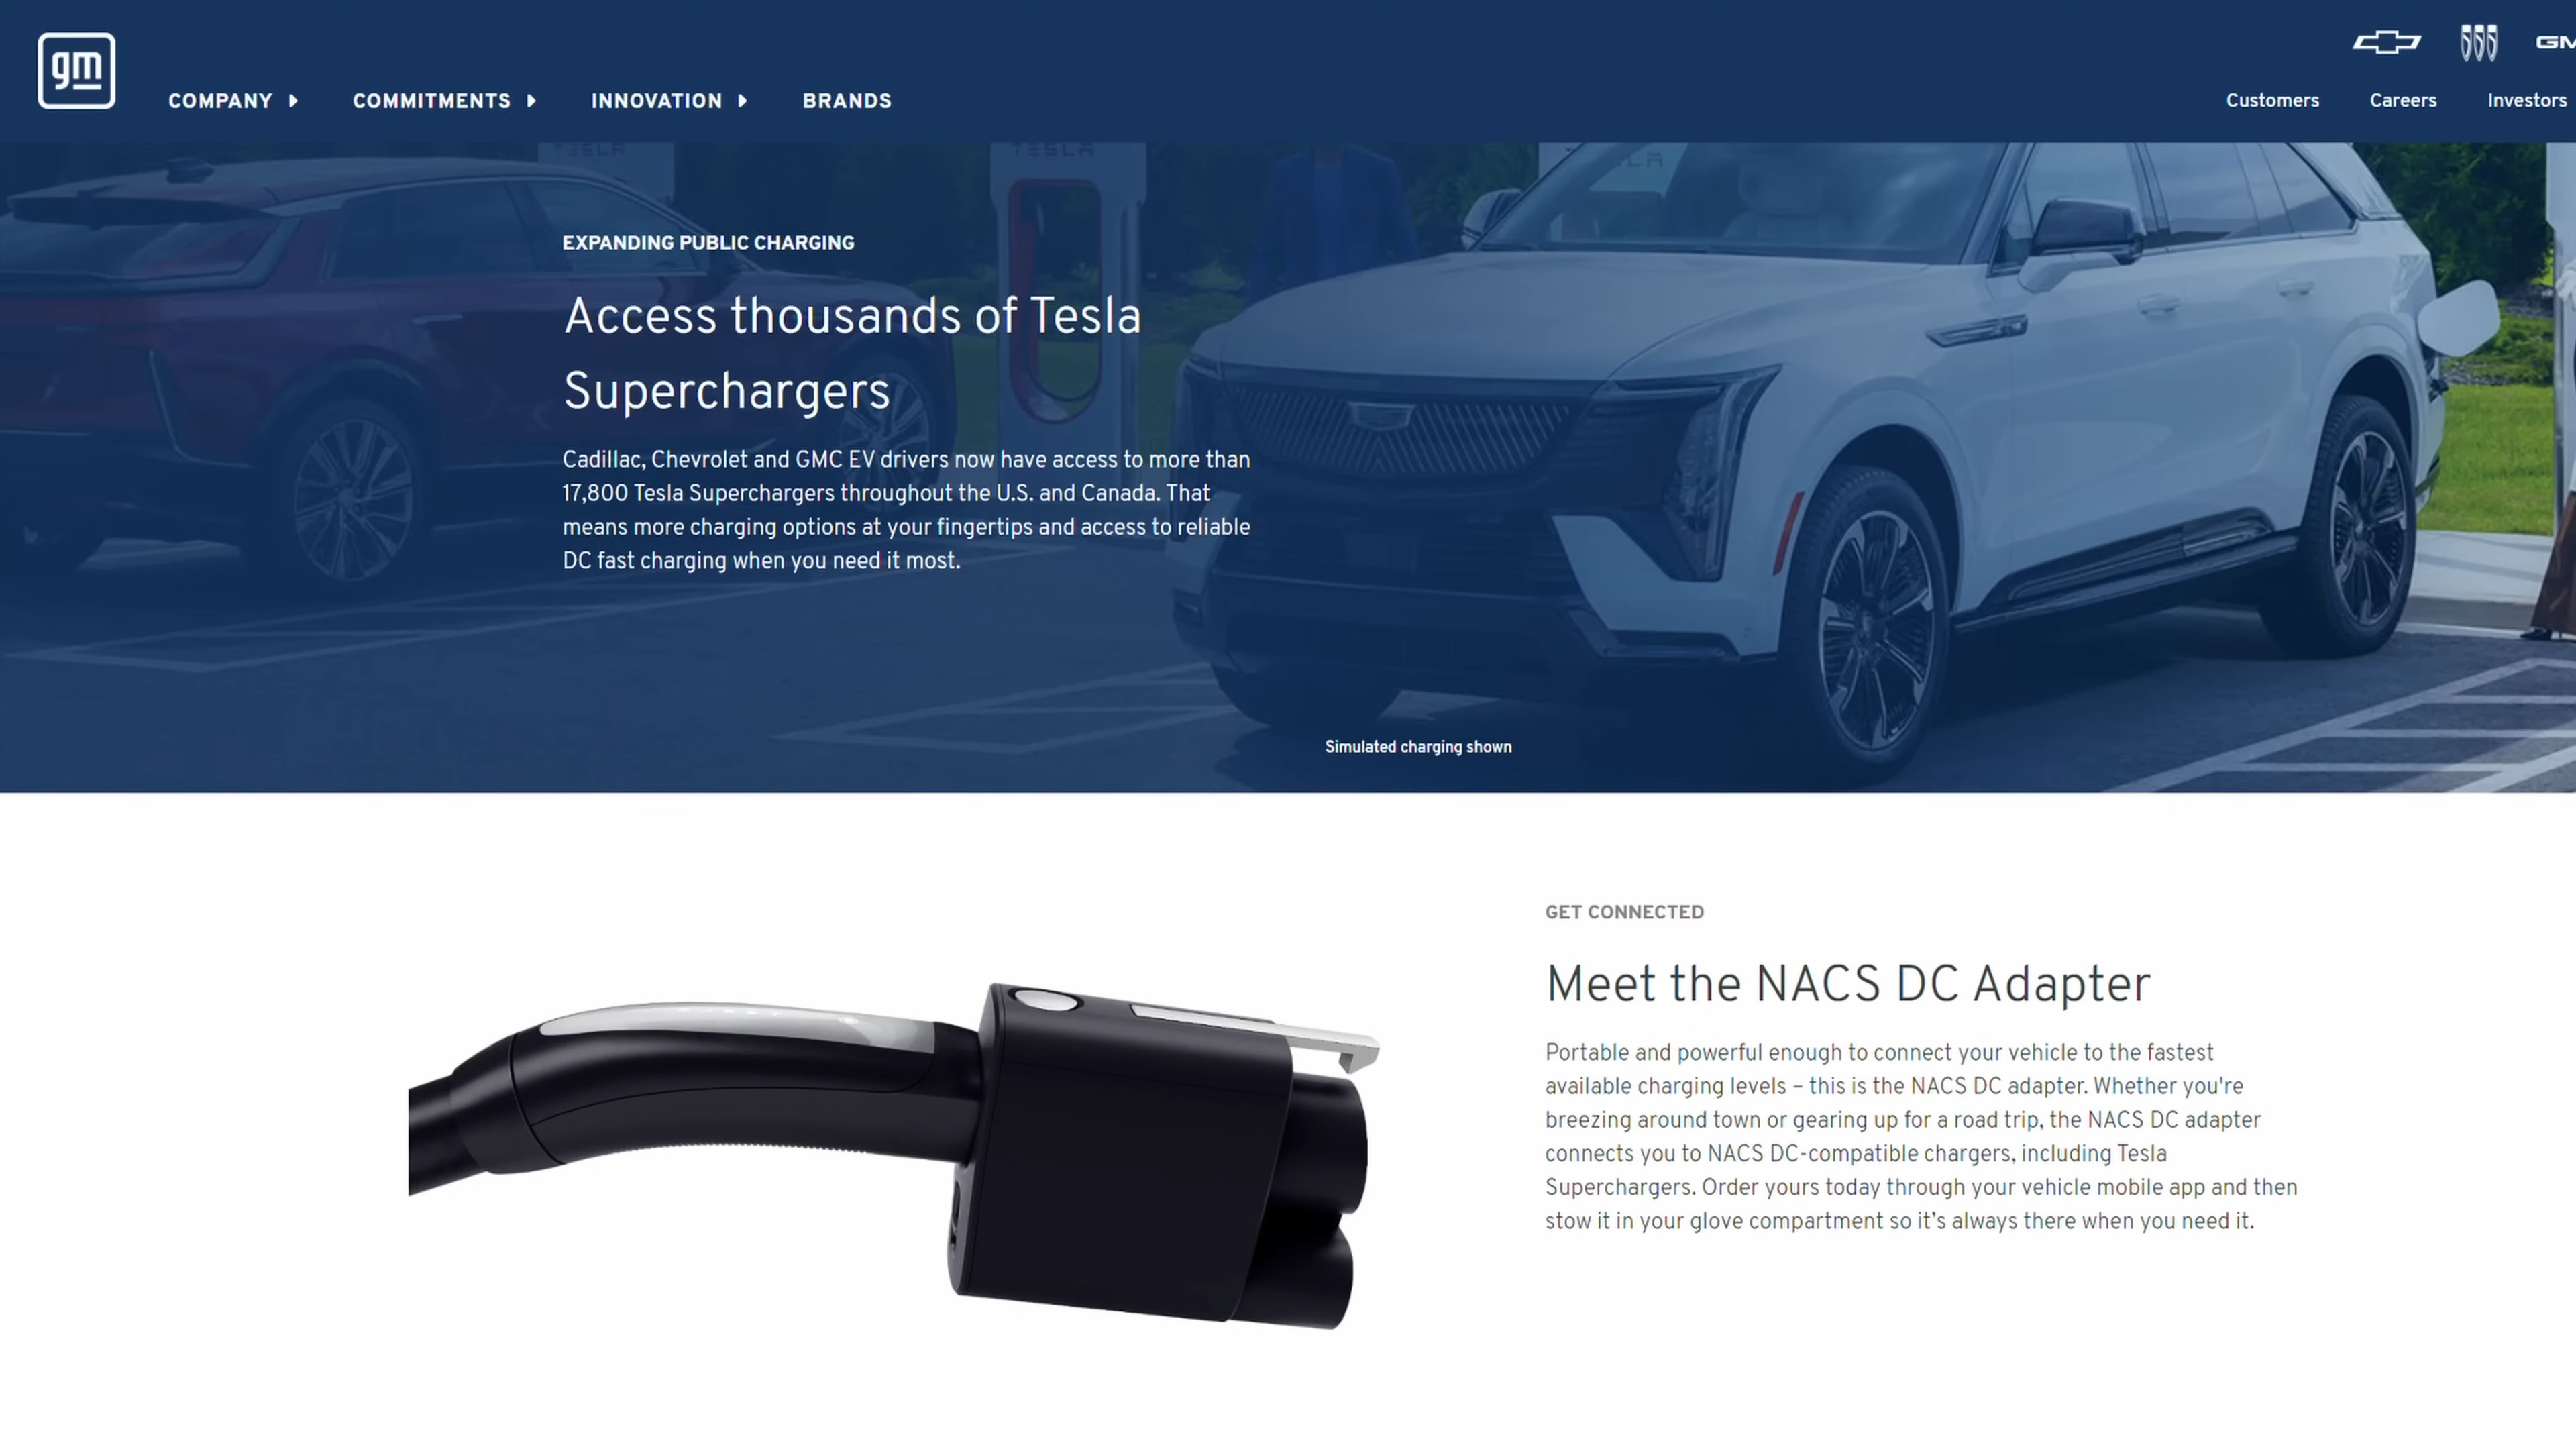 gm
COMPANY
COMMITMENTS
INNOVATION
BRANDS
GM
Customers
Careers
Investors
TESLA
TESLA
EXPANDING PUBLIC CHARGING
Access thousands of Tesla
Superchargers
Cadillac, Chevrolet and GMC EV drivers now have access to more than
17,800 Tesla Superchargers throughout the U.S. and Canada. That
means more charging options at your fingertips and access to reliable
DC fast charging when you need it most.
Simulated charging shown
GET CONNECTED
Meet the NACS DC Adapter
Portable and powerful enough to connect your vehicle to the fastest
available charging levels – this is the NACS DC adapter. Whether you're
breezing around town or gearing up for a road trip, the NACS DC adapter
connects you to NACS DC-compatible chargers, including Tesla
Superchargers. Order yours today through your vehicle mobile app and then
stow it in your glove compartment so it’s always there when you need it.